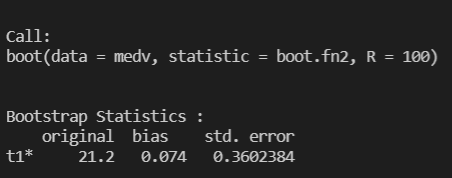 Call:
boot(data = medv, statistic = boot.fn2, R = 100)
Bootstrap Statistics :
    original  bias    std. error
t1*     21.2  0.074   0.3602384